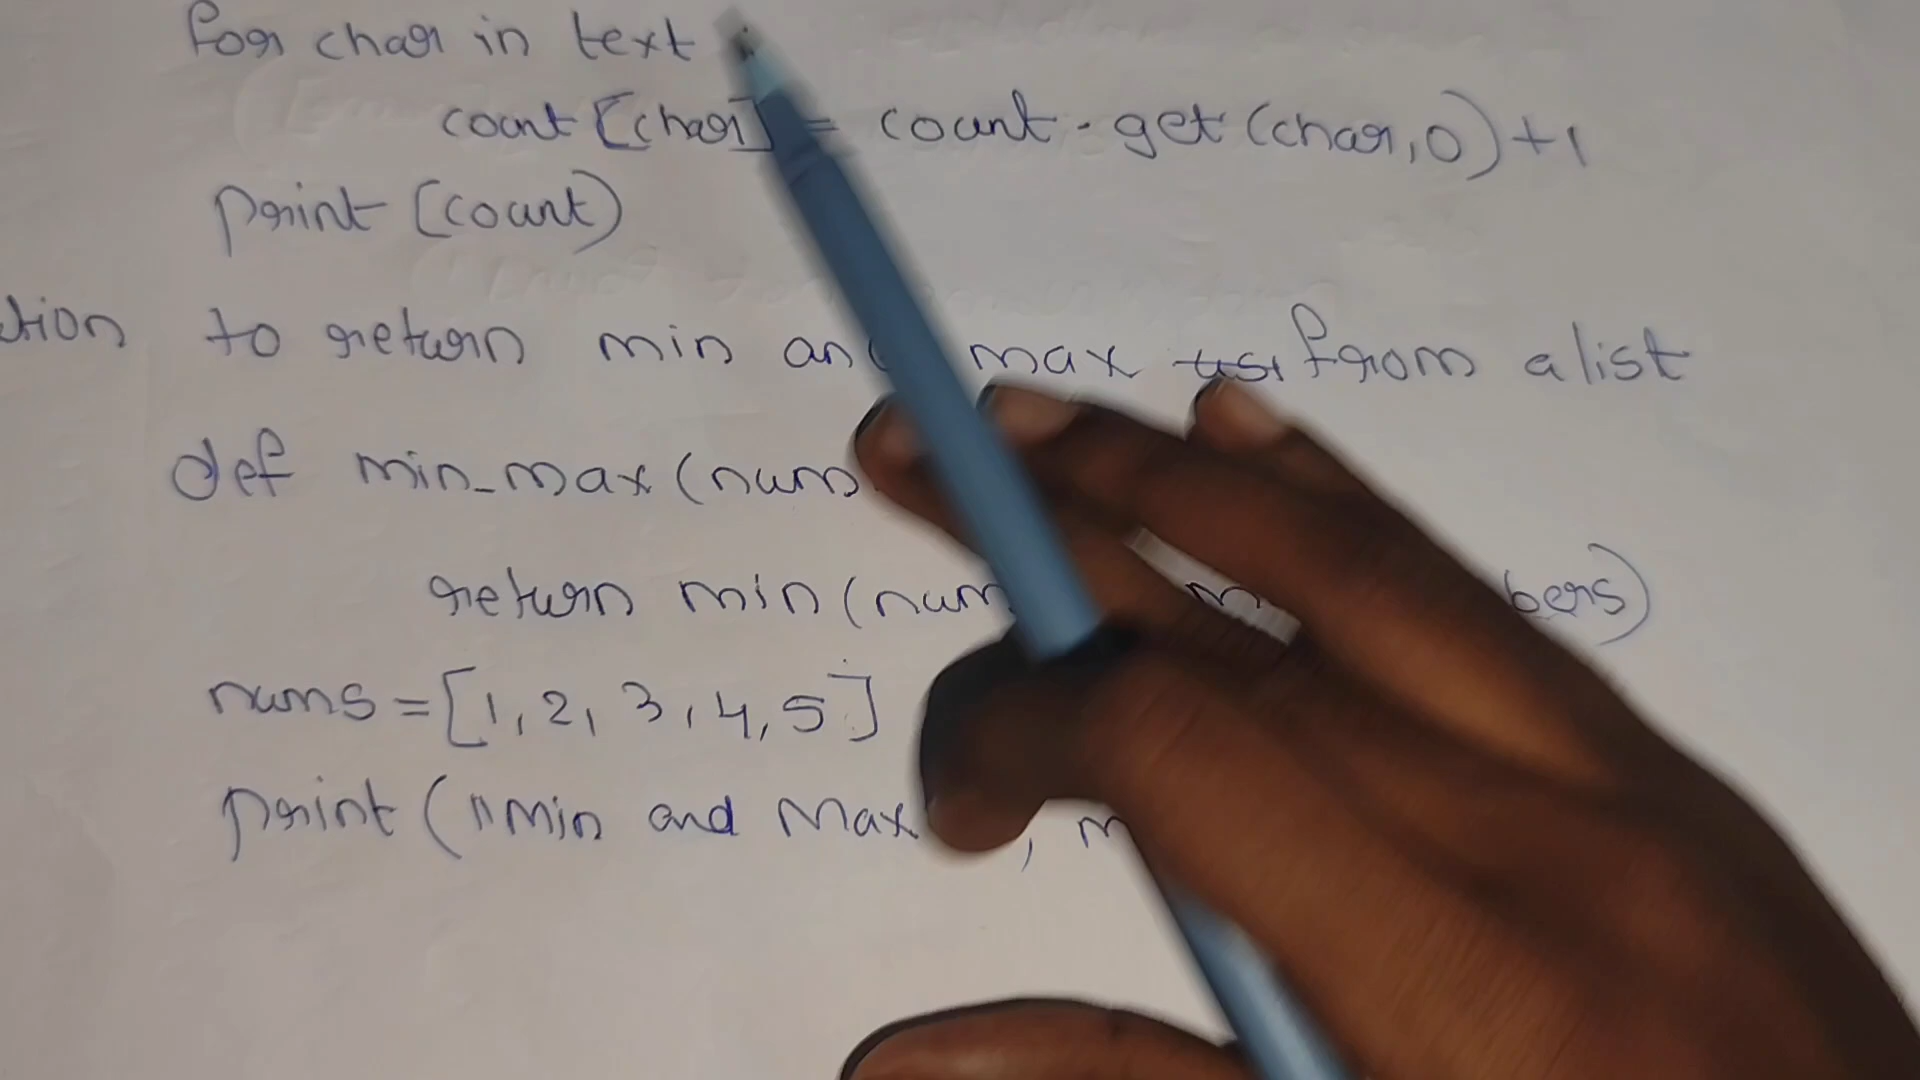 for char in text
count[char] = count.get(char,0)+1
print(count)
to return min and max from a list
def min_max(num
return min(num bers)
nums=[1,2,3,4,5]
print("Min and Max ,